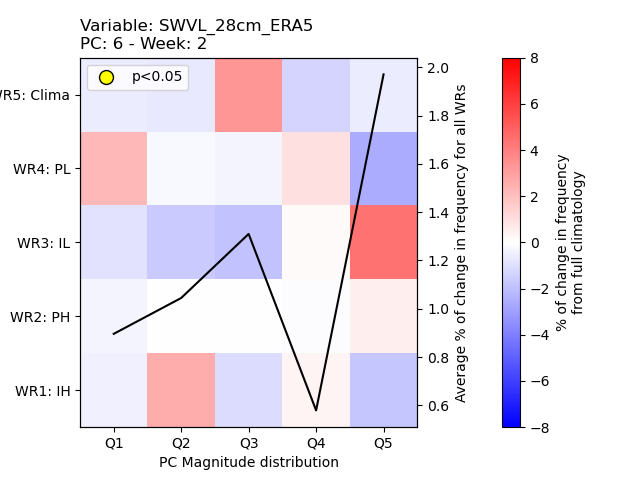 Variable: SWVL_28cm_ERA5
PC: 6 - Week: 2
p<0.05
WR5: Clima
WR4: PL
WR3: IL
WR2: PH
WR1: IH
Q1 Q2 Q3 Q4 Q5
PC Magnitude distribution
2.0
1.8
1.6
1.4
1.2
1.0
0.8
0.6
Average % of change in frequency for all WRs
8
6
4
2
0
−2
−4
−6
−8
% of change in frequency
from full climatology